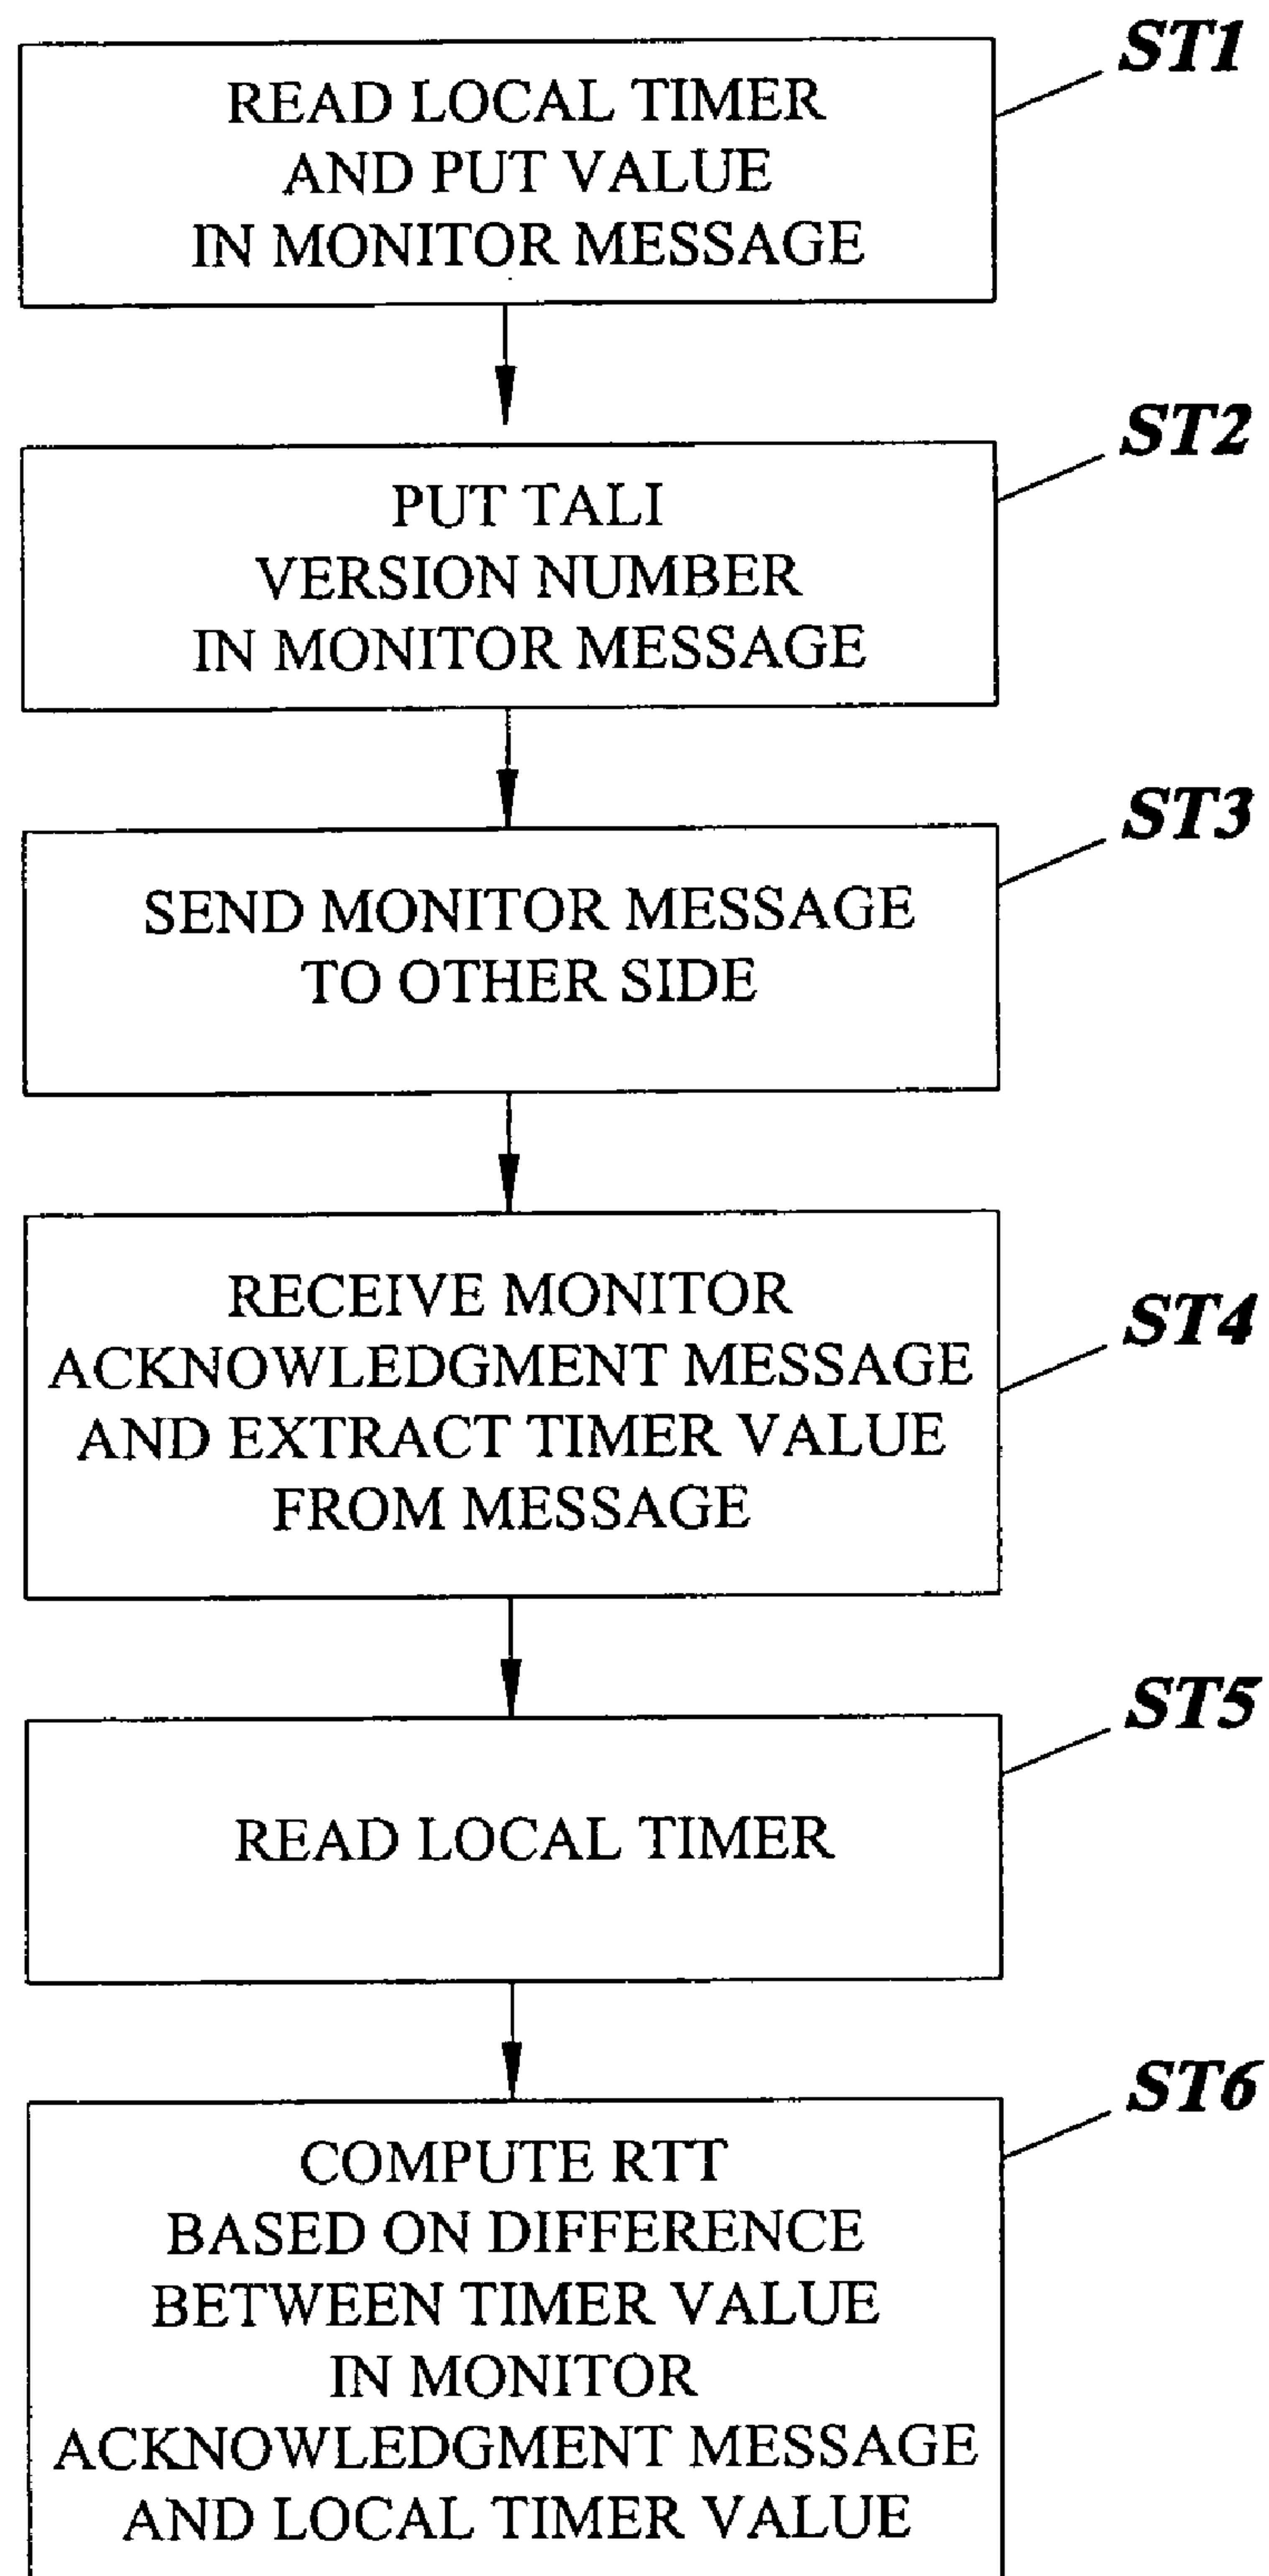 ST1
READ LOCAL TIMER
AND PUT VALUE
IN MONITOR MESSAGE
ST2
PUT TALI
VERSION NUMBER
IN MONITOR MESSAGE
ST3
SEND MONITOR MESSAGE
TO OTHER SIDE
ST4
RECEIVE MONITOR
ACKNOWLEDGMENT MESSAGE
AND EXTRACT TIMER VALUE
FROM MESSAGE
ST5
READ LOCAL TIMER
ST6
COMPUTE RTT
BASED ON DIFFERENCE
BETWEEN TIMER VALUE
IN MONITOR
ACKNOWLEDGMENT MESSAGE
AND LOCAL TIMER VALUE